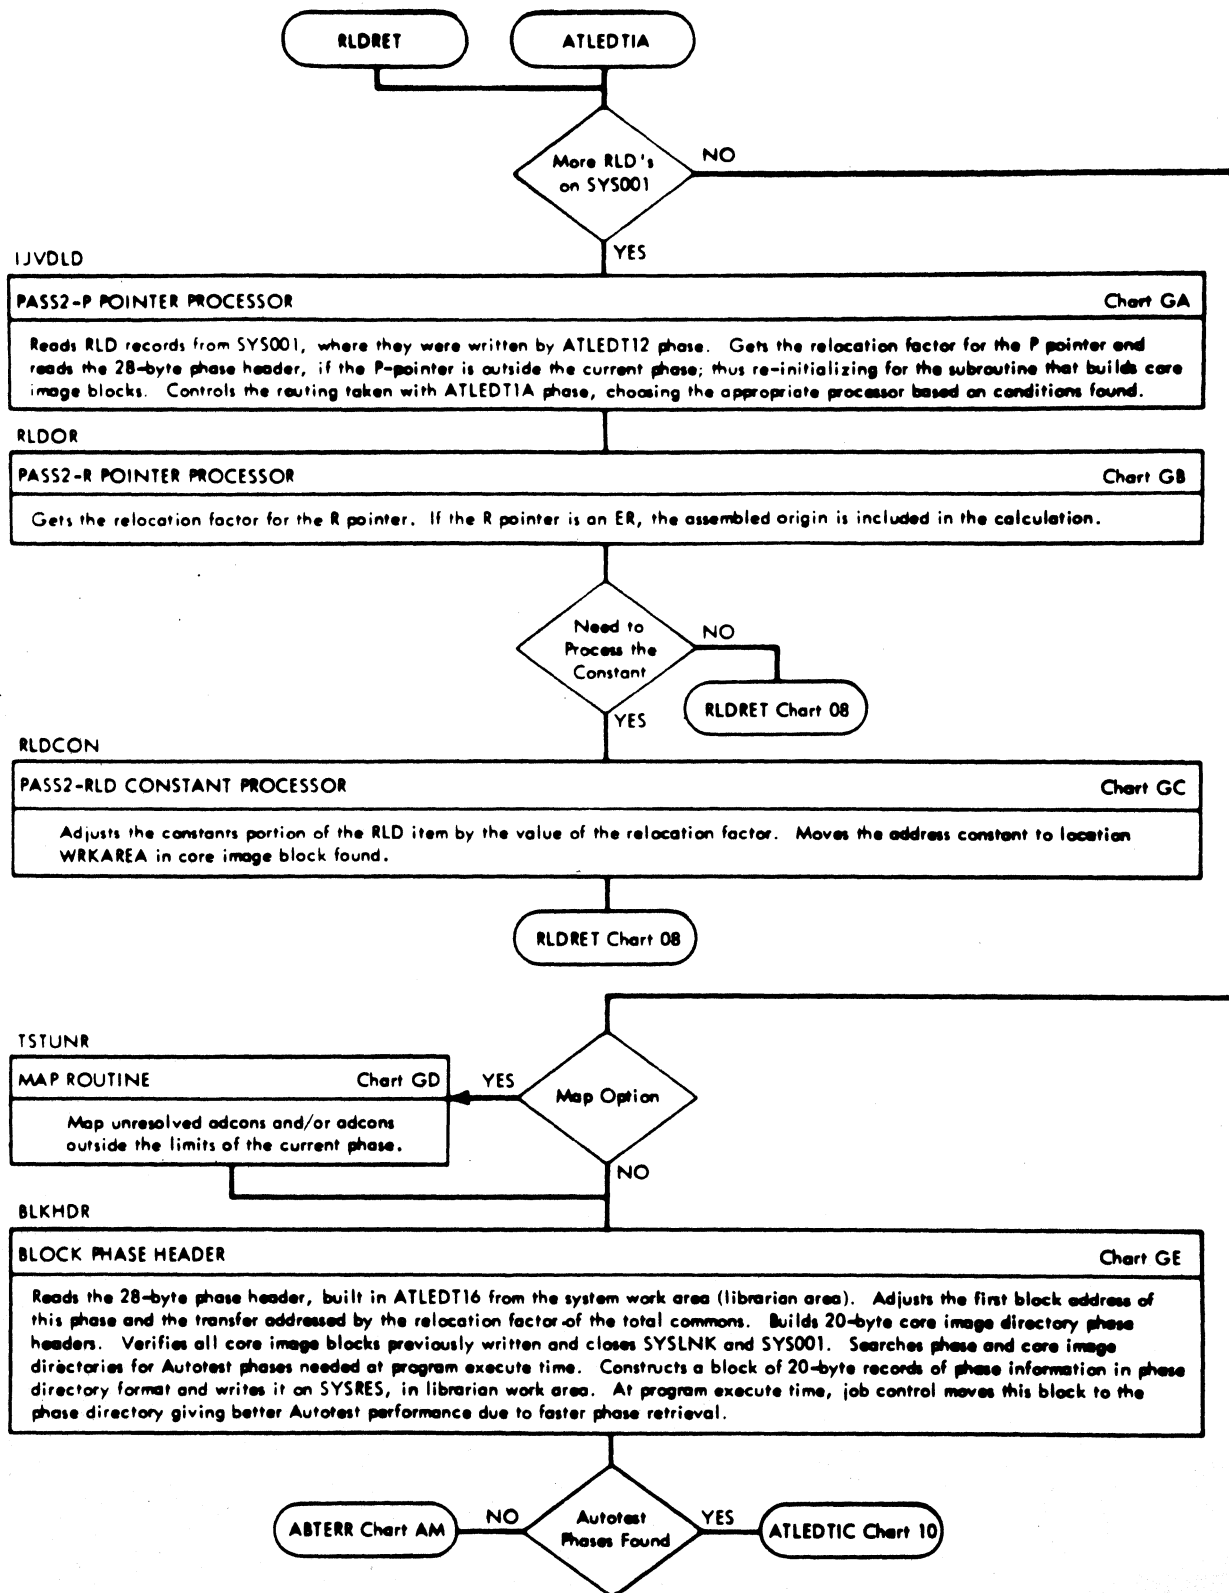 RLDRET
ATLEDT1A
More RLD's
on SYS001
NO
YES
IJVDLD
PASS2-P POINTER PROCESSOR
Chart GA
Reads RLD records from SYS001, where they were written by ATLEDT12 phase. Gets the relocation factor for the P pointer and
reads the 28-byte phase header, if the P-pointer is outside the current phase; thus re-initializing for the subroutine that builds core
image blocks. Controls the routing taken with ATLEDT1A phase, choosing the appropriate processor based on conditions found.
RLDOR
PASS2-R POINTER PROCESSOR
Chart GB
Gets the relocation factor for the R pointer. If the R pointer is an ER, the assembled origin is included in the calculation.
Need to
Process the
Constant
NO
RLDRET Chart 08
YES
RLDCON
PASS2-RLD CONSTANT PROCESSOR
Chart GC
Adjusts the constants portion of the RLD item by the value of the relocation factor. Moves the address constant to location
WRKAREA in core image block found.
RLDRET Chart 08
TSTUNR
MAP ROUTINE
Chart GD
YES
Map Option
Map unresolved adcons and/or adcons
outside the limits of the current phase.
NO
BLKHDR
BLOCK PHASE HEADER
Chart GE
Reads the 28-byte phase header, built in ATLEDT16 from the system work area (librarian area). Adjusts the first block address of
this phase and the transfer addressed by the relocation factor of the total commons. Builds 20-byte core image directory phase
headers. Verifies all core image blocks previously written and closes SYSLNK and SYS001. Searches phase and core image
directories for Autotest phases needed at program execute time. Constructs a block of 20-byte records of phase information in phase
directory format and writes it on SYSRES, in librarian work area. At program execute time, job control moves this block to the
phase directory giving better Autotest performance due to faster phase retrieval.
ABTERR Chart AM
NO
Autotest
Phases Found
YES
ATLEDT1C Chart 10